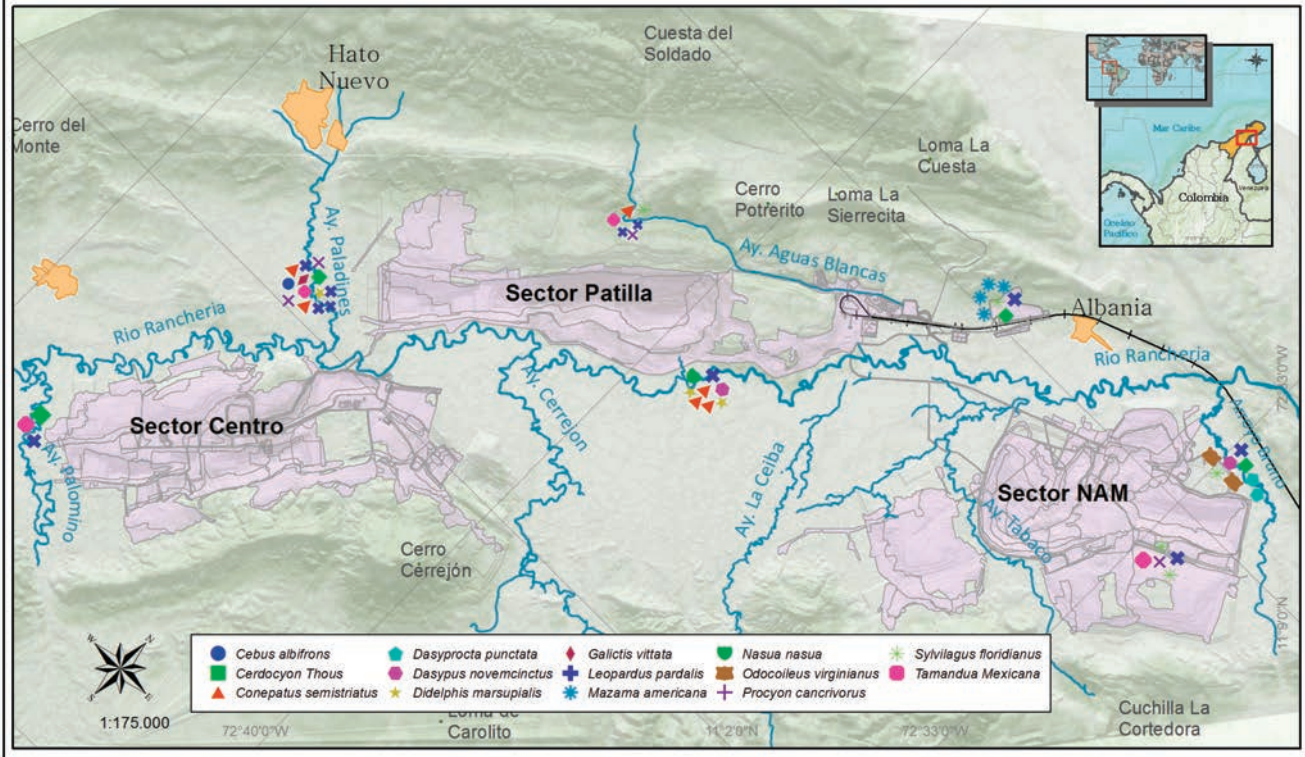 Hato
Nuevo
Cuesta del
Soldado
Cerro del
Monte
Loma La
Cuesta
Cerro
Potrerito
Loma La
Sierrecita
Mar Caribe
Colombia
Venezuela
Oceano
Pacífico
Ay. Paladines
Ay. Aguas Blancas
Sector Patilla
Albania
Rio Rancheria
Rio Rancheria
Sector Centro
Ay. Cerrejon
Ay. Palomino
Ay. La Ceiba
Sector NAM
Ay. Tabaco
Arroyo Bruno
Cerro
Cerrejón
N
E
S
W
1:175.000
Cebus albifrons
Cerdocyon Thous
Conepatus semistriatus
Dasyprocta punctata
Dasypus novemcinctus
Didelphis marsupialis
Galictis vittata
Leopardus pardalis
Mazama americana
Nasua nasua
Odocoileus virginianus
Procyon cancrivorus
Sylvilagus floridianus
Tamandua Mexicana
Loma de
Carolito
Cuchilla La
Cortedora
72°40'0"W
11°2'0"N
72°33'0"W
11°9'0"N